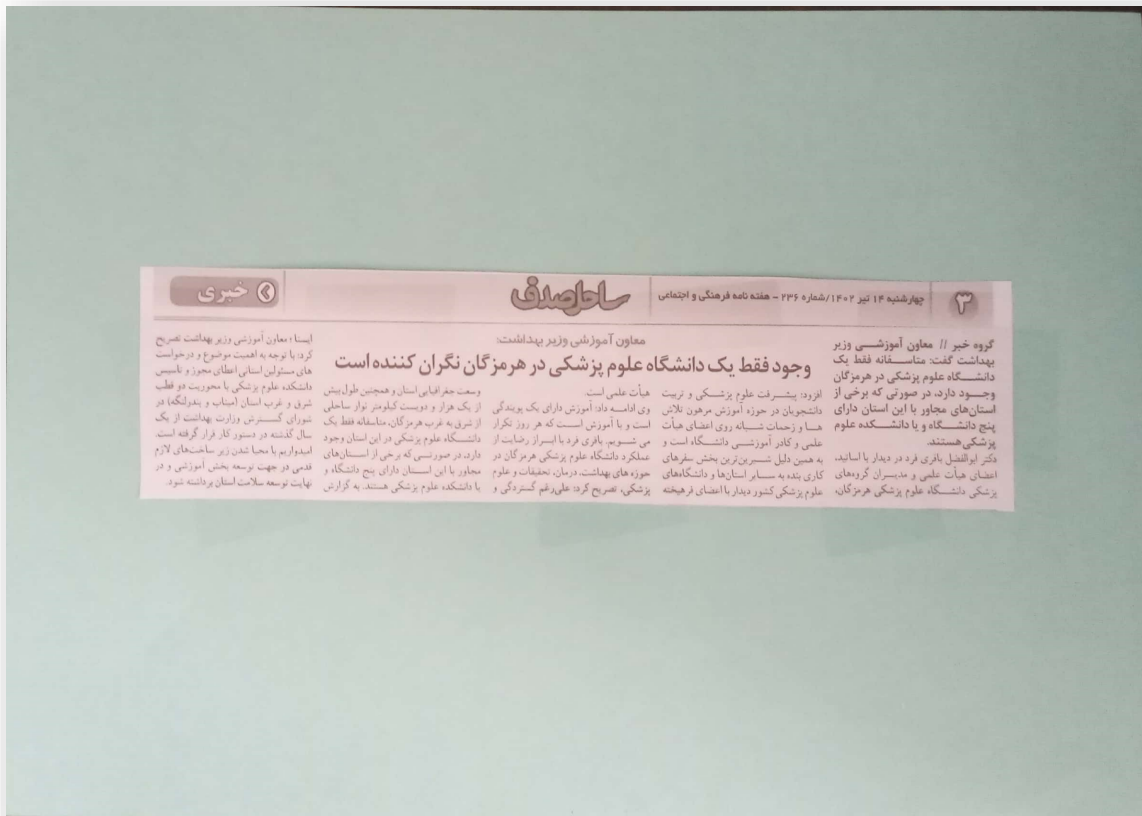 ۳
چهارشنبه ۱۴ تیر ۱۴۰۲/شماره ۲۳۶ - هفته نامه فرهنگی و اجتماعی
ساحل صدف
خبری
معاون آموزشی وزیر بهداشت:
وجود فقط یک دانشگاه علوم پزشکی در هرمزگان نگران کننده است
گروه خبر // معاون آموزشی وزیر
بهداشت گفت: متاسفانه فقط یک
دانشگاه علوم پزشکی در هرمزگان
وجود دارد، در صورتی که برخی از
استان‌های مجاور با این استان دارای
پنج دانشگاه و یا دانشکده علوم
پزشکی هستند.
دکتر ابوالفضل باقری فرد در دیدار با اساتید،
اعضای هیأت علمی و مدیران گروه‌های
پزشکی دانشگاه علوم پزشکی هرمزگان،
افزود: پیشرفت علوم پزشکی و تربیت
دانشجویان در حوزه آموزش مرهون تلاش
ها و زحمات شبانه روی اعضای هیأت
علمی و کادر آموزشی دانشگاه است و
به همین دلیل شیرین‌ترین بخش سفرهای
کاری بنده به سایر استان‌ها و دانشگاه‌های
علوم پزشکی کشور دیدار با اعضای فرهیخته
هیأت علمی است.
وی ادامه داد: آموزش دارای یک پویندگی
است و با آموزش است که هر روز تکرار
می شویم. باقری فرد با ابراز رضایت از
عملکرد دانشگاه علوم پزشکی هرمزگان در
حوزه های بهداشت، درمان، تحقیقات و علوم
پزشکی، تصریح کرد: علی‌رغم گستردگی و
وسعت جغرافیایی استان و همچنین طول بیش
از یک هزار و دویست کیلومتر نوار ساحلی
از شرق به غرب هرمزگان، متاسفانه فقط یک
دانشگاه علوم پزشکی در این استان وجود
دارد، در صورتی که برخی از استان‌های
مجاور با این استان دارای پنج دانشگاه و
یا دانشکده علوم پزشکی هستند. به گزارش
ایسنا؛ معاون آموزشی وزیر بهداشت تصریح
کرد: با توجه به اهمیت موضوع و درخواست
های مسئولین استانی اعطای مجوز و تاسیس
دانشکده علوم پزشکی با محوریت دو قطب
شرق و غرب استان (میناب و بندرلنگه) در
شورای گسترش وزارت بهداشت از یک
سال گذشته در دستور کار قرار گرفته است.
امیدواریم با محیا شدن زیر ساخت‌های لازم
قدمی در جهت توسعه بخش آموزشی و در
نهایت توسعه سلامت استان برداشته شود.